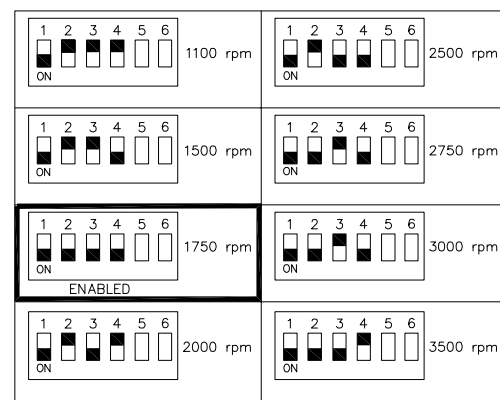 1 2 3 4 5 6
ON
1100 rpm
1 2 3 4 5 6
ON
2500 rpm
1 2 3 4 5 6
ON
1500 rpm
1 2 3 4 5 6
ON
2750 rpm
1 2 3 4 5 6
ON
1750 rpm
ENABLED
1 2 3 4 5 6
ON
3000 rpm
1 2 3 4 5 6
ON
2000 rpm
1 2 3 4 5 6
ON
3500 rpm